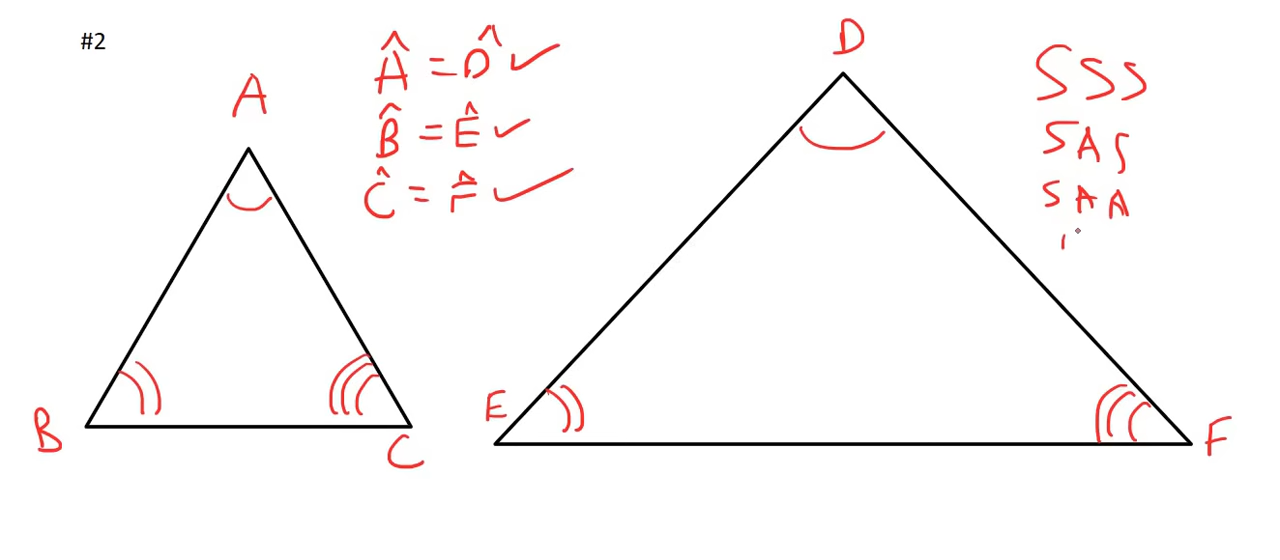 #2
A
Â = D̂ ✓
B̂ = Ê ✓
Ĉ = F̂ ✓
D
SSS
SAS
SAA
B
C
E
F